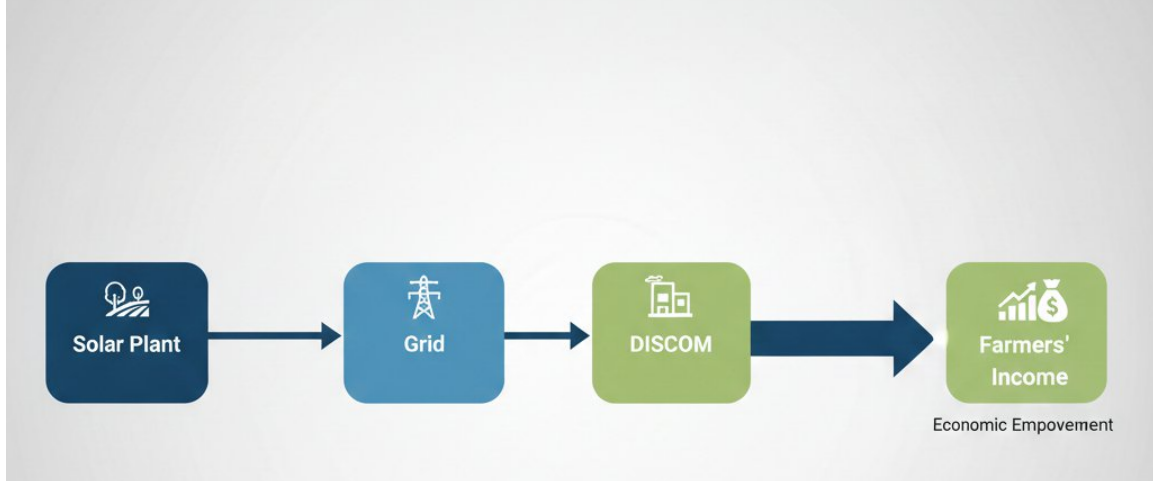 Solar Plant
Grid
DISCOM
Farmers'
Income
Economic Empovement